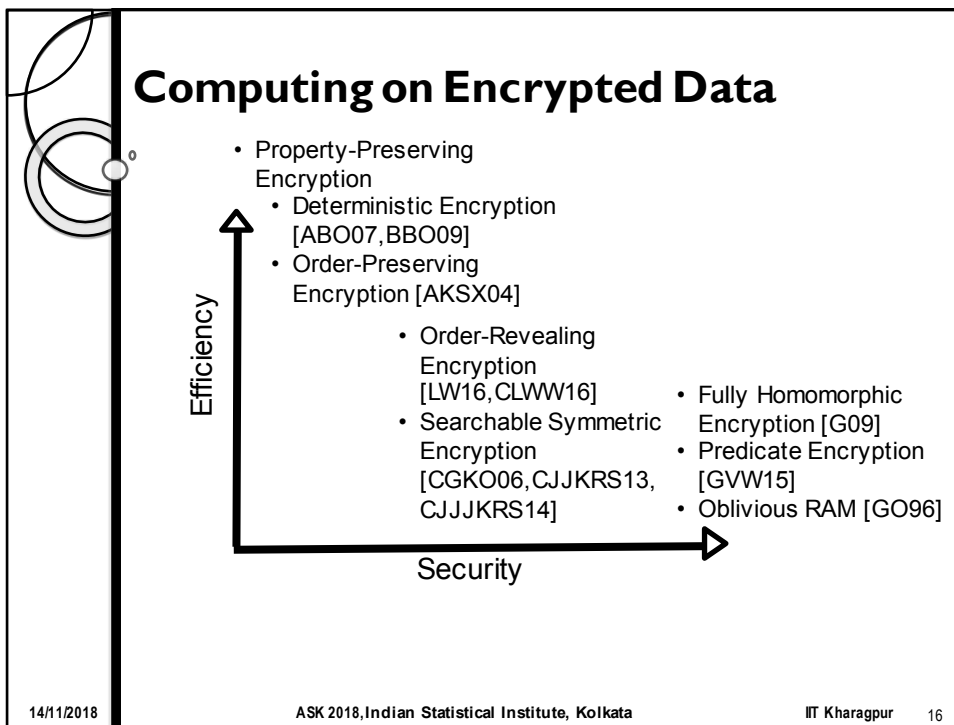 Computing on Encrypted Data
• Property-Preserving
Encryption
• Deterministic Encryption
[ABO07,BBO09]
• Order-Preserving
Encryption [AKSX04]
Efficiency
• Order-Revealing
Encryption
[LW16,CLWW16]
• Searchable Symmetric
Encryption
[CGKO06,CJJKRS13,
CJJJKRS14]
• Fully Homomorphic
Encryption [G09]
• Predicate Encryption
[GVW15]
• Oblivious RAM [GO96]
Security
14/11/2018
ASK 2018, Indian Statistical Institute, Kolkata
IIT Kharagpur
16